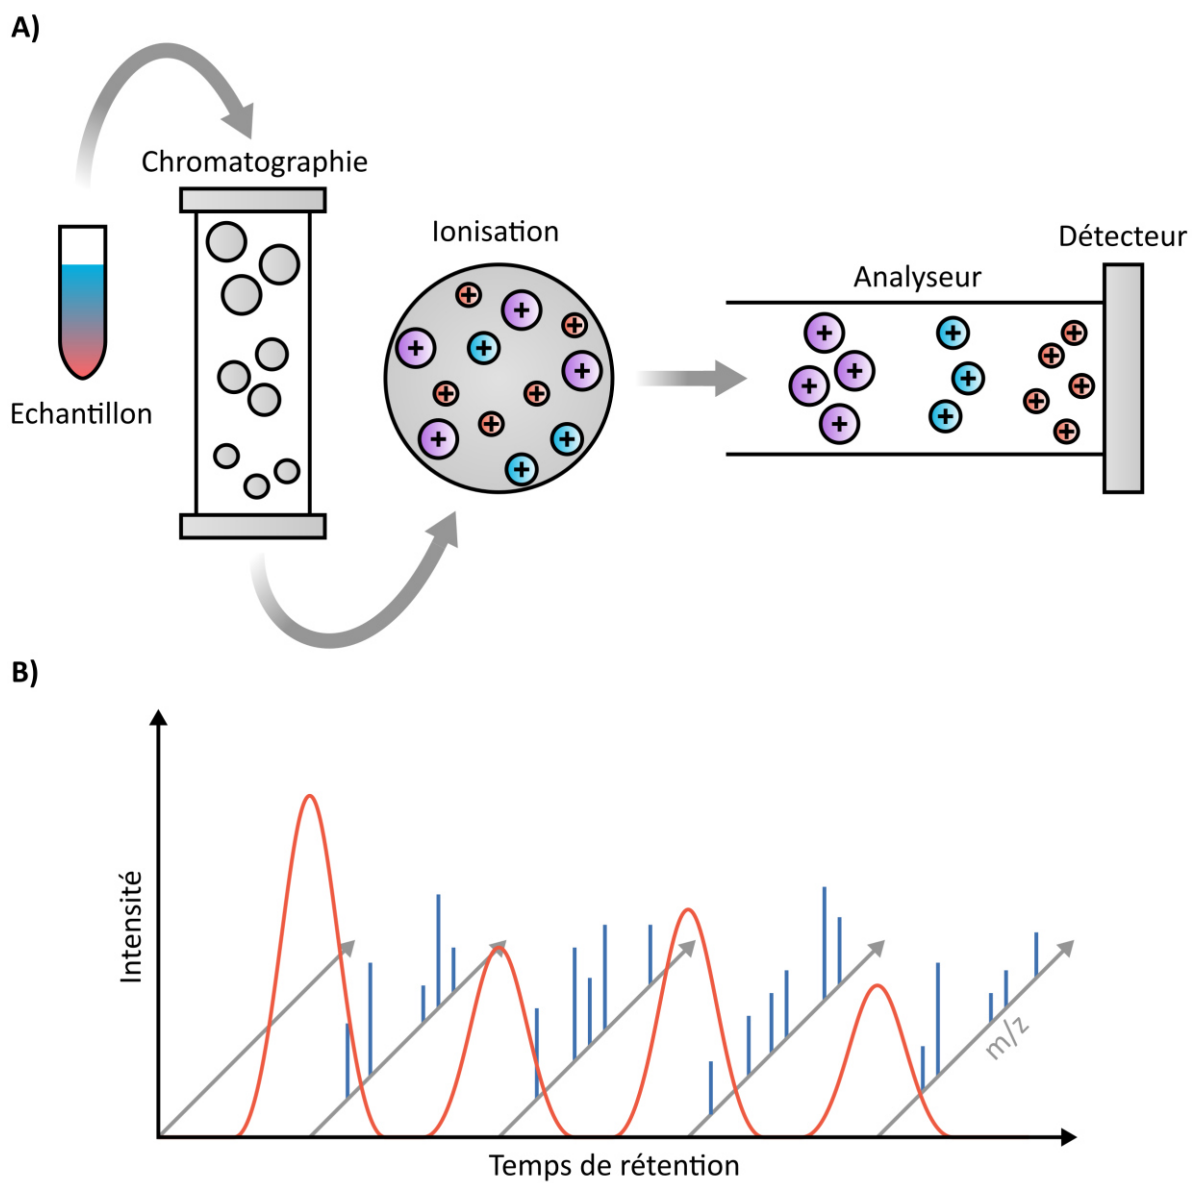 A)
Chromatographie
Echantillon
Ionisation
Analyseur
Détecteur
B)
Intensité
m/z
Temps de rétention